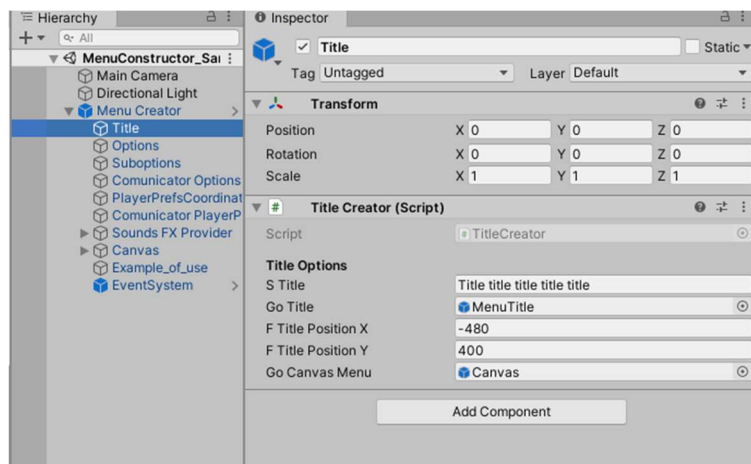 Hierarchy
All
MenuConstructor_Sa
Main Camera
Directional Light
Menu Creator
Title
Options
Suboptions
Comunicator Options
PlayerPrefsCoordinat
Comunicator PlayerP
Sounds FX Provider
Canvas
Example_of_use
EventSystem
Inspector
Title Static
Tag Untagged Layer Default
Transform
Position X 0 Y 0 Z 0
Rotation X 0 Y 0 Z 0
Scale X 1 Y 1 Z 1
# Title Creator (Script)
Script # TitleCreator
Title Options
S Title Title title title title title
Go Title MenuTitle
F Title Position X -480
F Title Position Y 400
Go Canvas Menu Canvas
Add Component